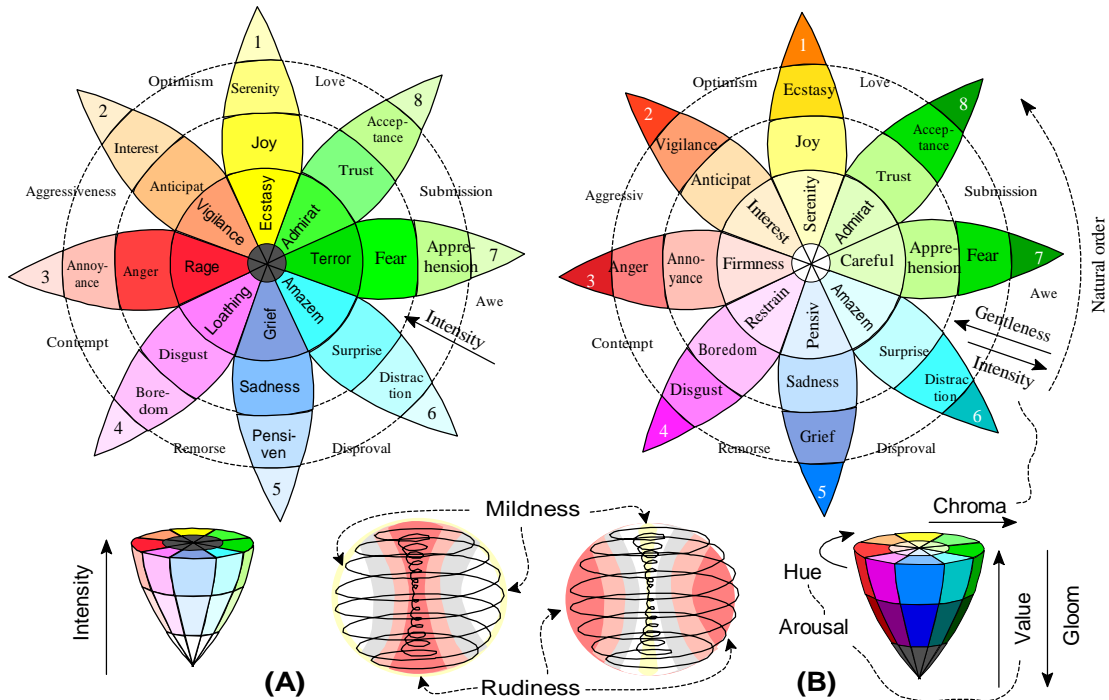 1
Optimism
Serenity
Love
2
8
Interest
Joy
Accep-
tance
Anticipat
Trust
Aggressiveness
Submission
Vigilance
Ecstasy
Admirat
3
Annoy-
ance
Anger
Rage
Terror
Fear
Appre-
hension
7
Loathing
Grief
Amazem
Awe
Intensity
Contempt
Disgust
Sadness
Surprise
Bore-
dom
Distrac
tion
4
6
Remorse
Pensi-
ven
Disproval
5
1
Optimism
Ecstasy
Love
2
8
Vigilance
Joy
Accep-
tance
Anticipat
Trust
Aggressiv
Submission
Interest
Serenity
Admirat
3
Anger
Anno-
yance
Firmness
Careful
Appre-
hension
Fear
7
Restrain
Pensiv
Amazem
Awe
Gentleness
Intensity
Natural order
Contempt
Boredom
Sadness
Surprise
Disgust
Distrac
tion
4
6
Remorse
Grief
Disproval
5
Intensity
(A)
Mildness
Rudiness
(B)
Chroma
Hue
Arousal
Value
Gloom